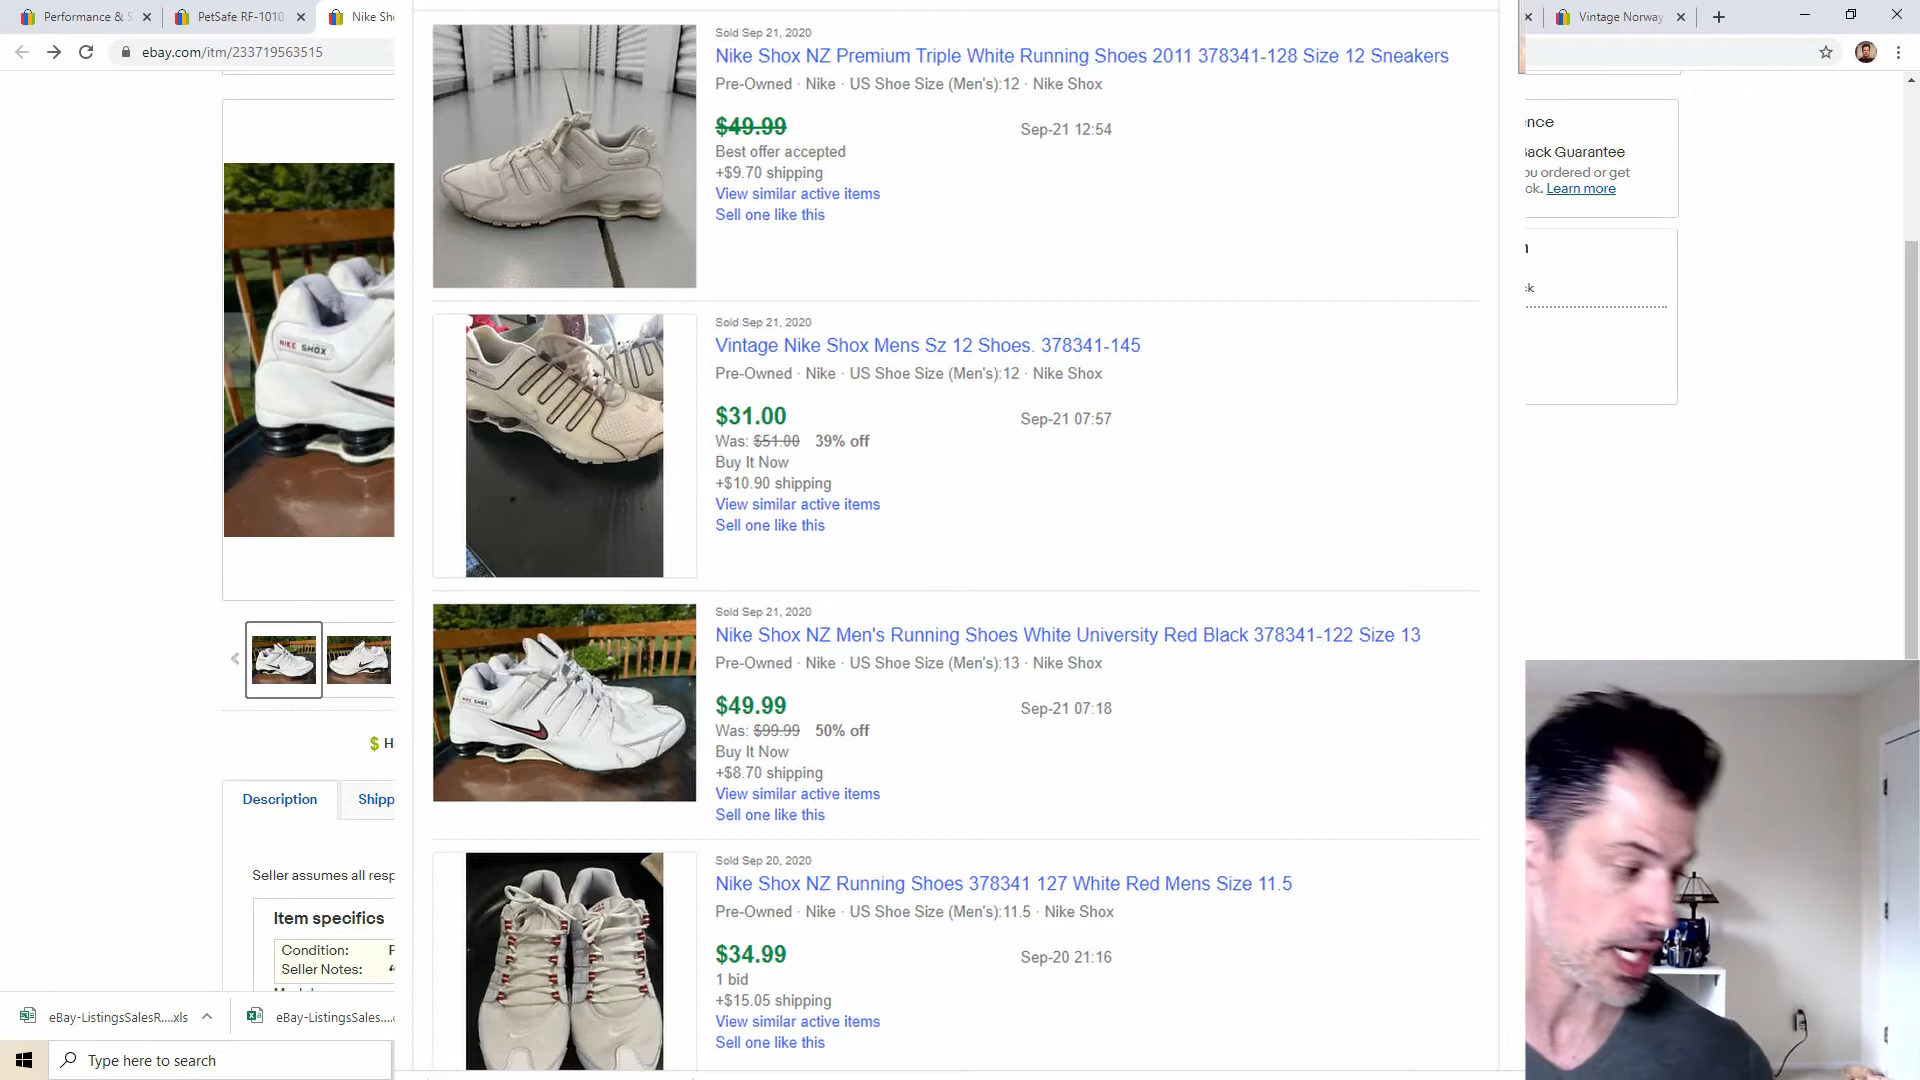 Performance & S
PetSafe RF-1010
Nike Sho
Vintage Norway
ebay.com/itm/233719563515
Sold Sep 21, 2020
Nike Shox NZ Premium Triple White Running Shoes 2011 378341-128 Size 12 Sneakers
Pre-Owned · Nike · US Shoe Size (Men's):12 · Nike Shox
$49.99 Sep-21 12:54
Best offer accepted
+$9.70 shipping
View similar active items
Sell one like this
Sold Sep 21, 2020
Vintage Nike Shox Mens Sz 12 Shoes. 378341-145
Pre-Owned · Nike · US Shoe Size (Men's):12 · Nike Shox
$31.00 Sep-21 07:57
Was: $51.00 39% off
Buy It Now
+$10.90 shipping
View similar active items
Sell one like this
Sold Sep 21, 2020
Nike Shox NZ Men's Running Shoes White University Red Black 378341-122 Size 13
Pre-Owned · Nike · US Shoe Size (Men's):13 · Nike Shox
$49.99 Sep-21 07:18
Was: $99.99 50% off
Buy It Now
+$8.70 shipping
View similar active items
Sell one like this
Sold Sep 20, 2020
Nike Shox NZ Running Shoes 378341 127 White Red Mens Size 11.5
Pre-Owned · Nike · US Shoe Size (Men's):11.5 · Nike Shox
$34.99 Sep-20 21:16
1 bid
+$15.05 shipping
View similar active items
Sell one like this
ence
Back Guarantee
ou ordered or get
ck. Learn more
ck
NIKE SHOX
$ H
Description
Shipp
Seller assumes all resp
Item specifics
Condition: P
Seller Notes: “
eBay-ListingsSalesR....xls
eBay-ListingsSales....
Type here to search